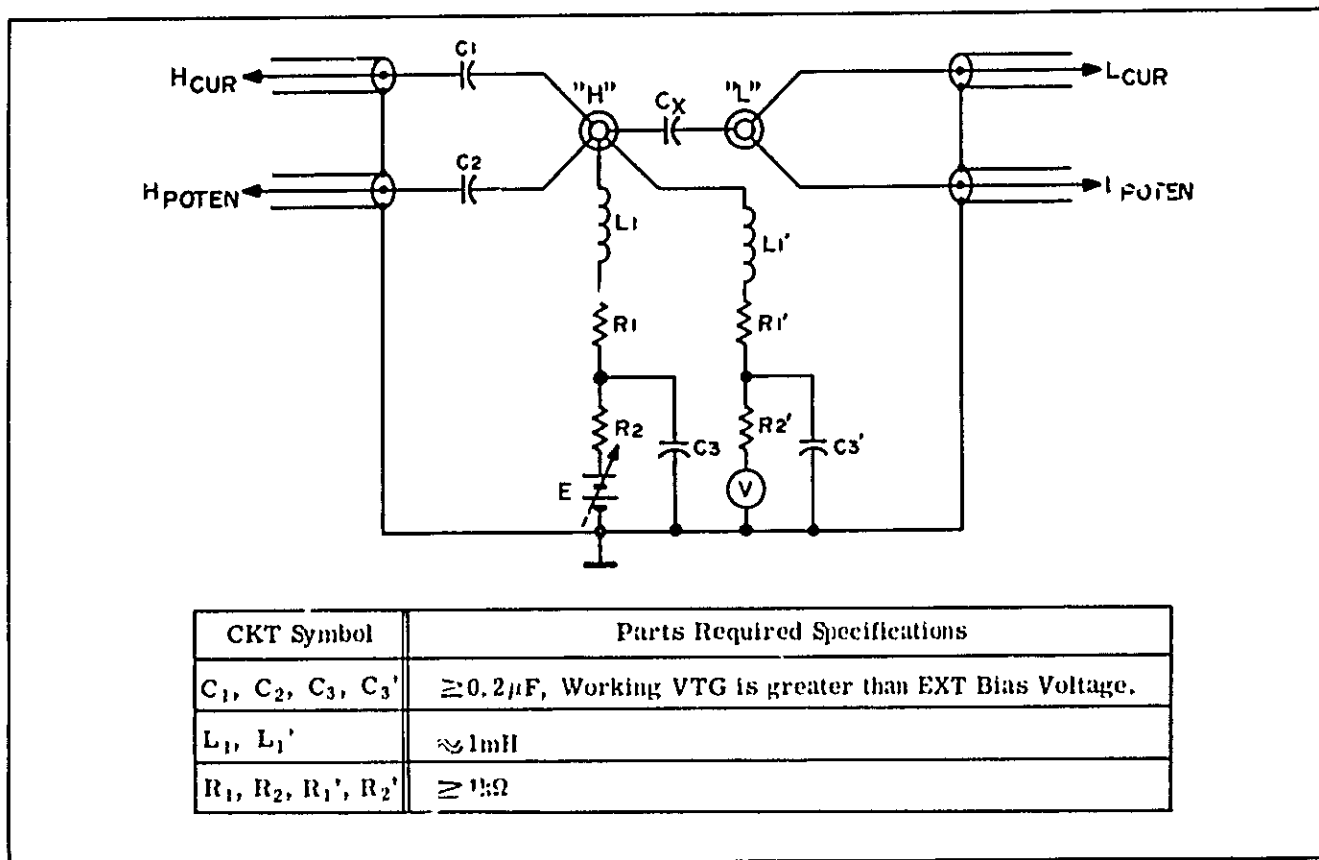 C1
HCUR
"H"
CX
"L"
LCUR
C2
HPOTEN
POTEN
L1
L1'
R1
R1'
R2
C3
R2'
C3'
E
V
CKT Symbol Parts Required Specifications
C1, C2, C3, C3' ≧0.2µF, Working VTG is greater than EXT Bias Voltage.
L1, L1' ≈1mH
R1, R2, R1', R2' ≧1kΩ